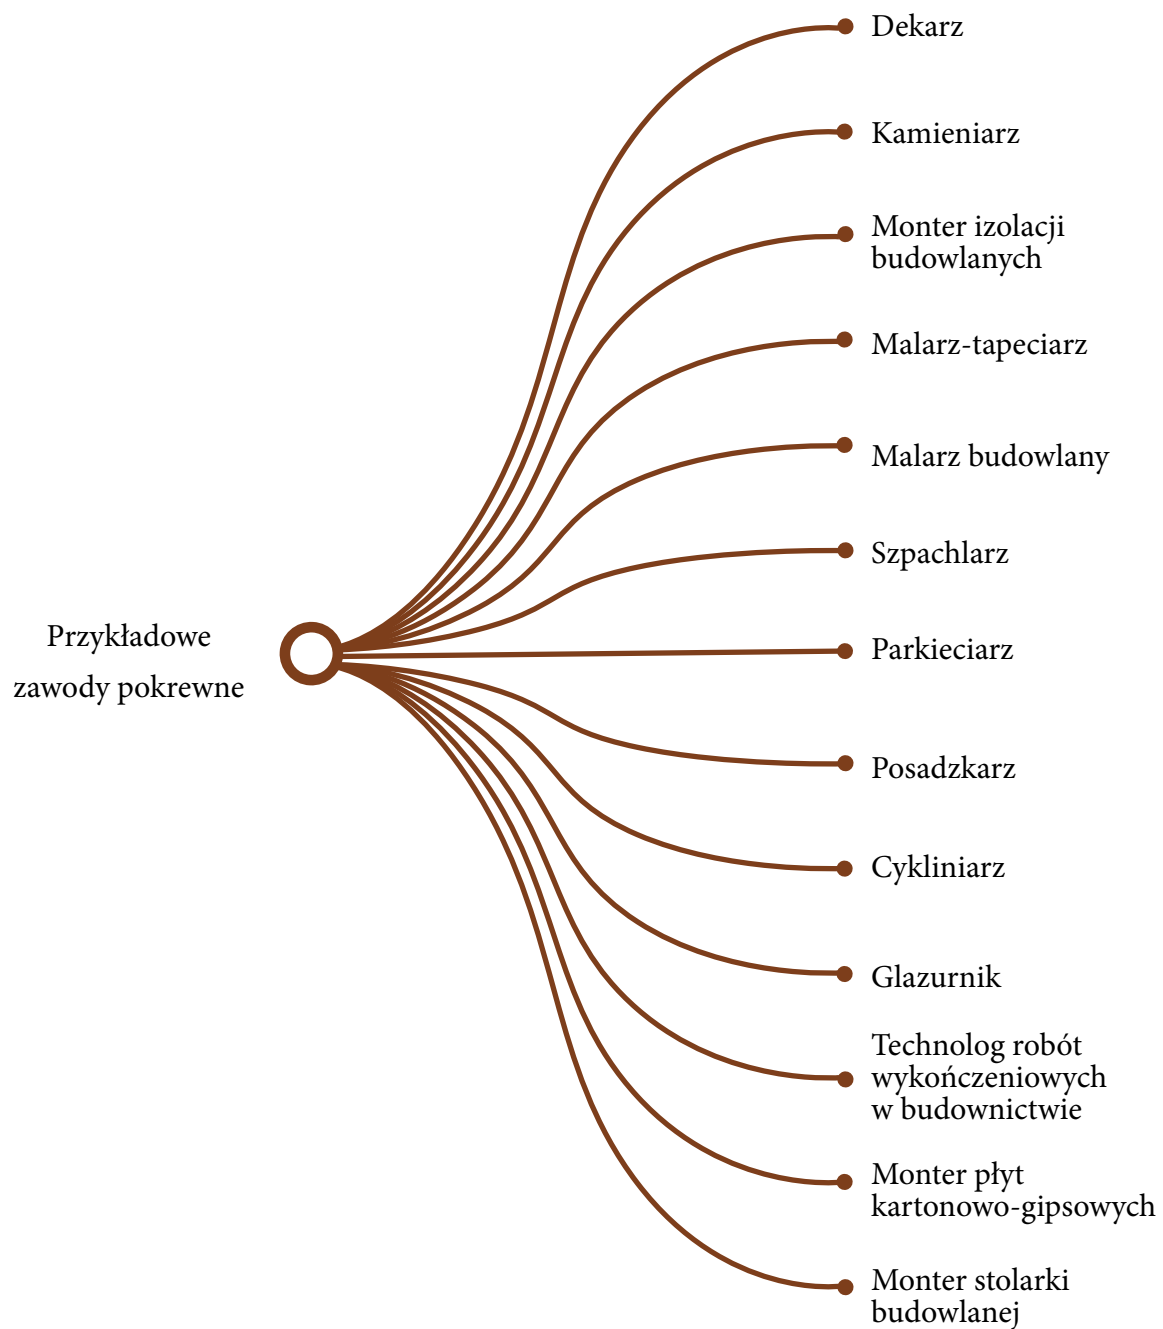 Przykładowe
zawody pokrewne
Dekarz
Kamieniarz
Monter izolacji
budowlanych
Malarz-tapeciarz
Malarz budowlany
Szpachlarz
Parkieciarz
Posadzkarz
Cykliniarz
Glazurnik
Technolog robót
wykończeniowych
w budownictwie
Monter płyt
kartonowo-gipsowych
Monter stolarki
budowlanej